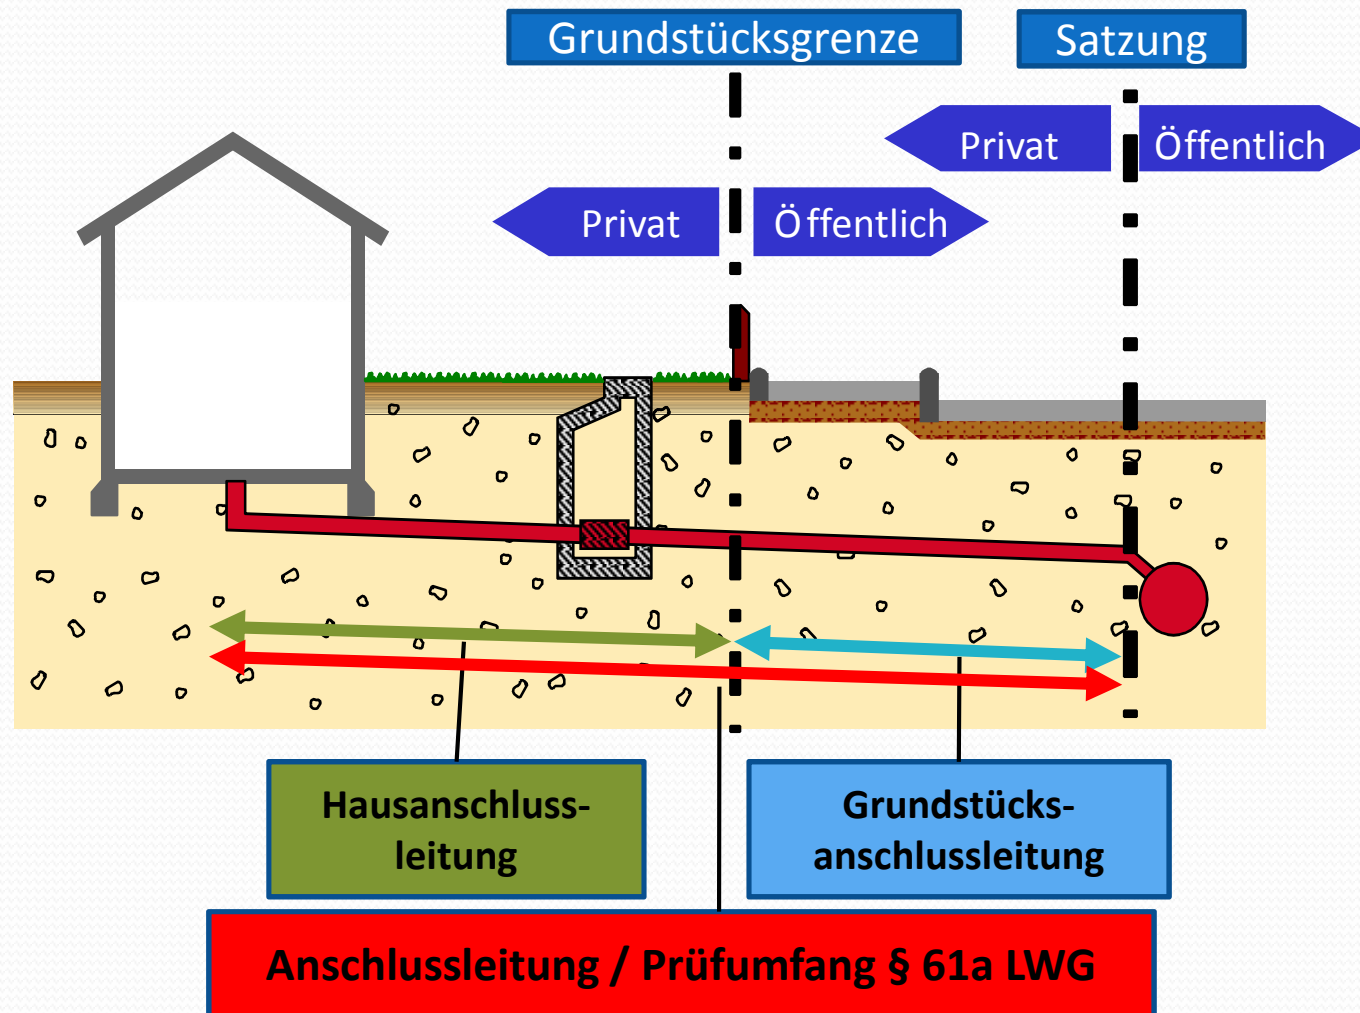 Grundstücksgrenze
Satzung
Privat
Öffentlich
Privat
Öffentlich
Hausanschluss-
leitung
Grundstücks-
anschlussleitung
Anschlussleitung / Prüfumfang § 61a LWG